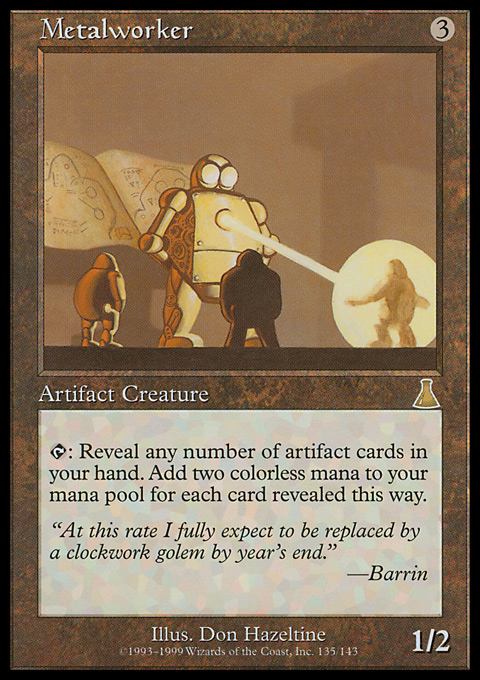 Metalworker 3
Artifact Creature
: Reveal any number of artifact cards in
your hand. Add two colorless mana to your
mana pool for each card revealed this way.
“At this rate I fully expect to be replaced by
a clockwork golem by year’s end.”
—Barrin
Illus. Don Hazeltine
©1993–1999 Wizards of the Coast, Inc. 135/143
1/2